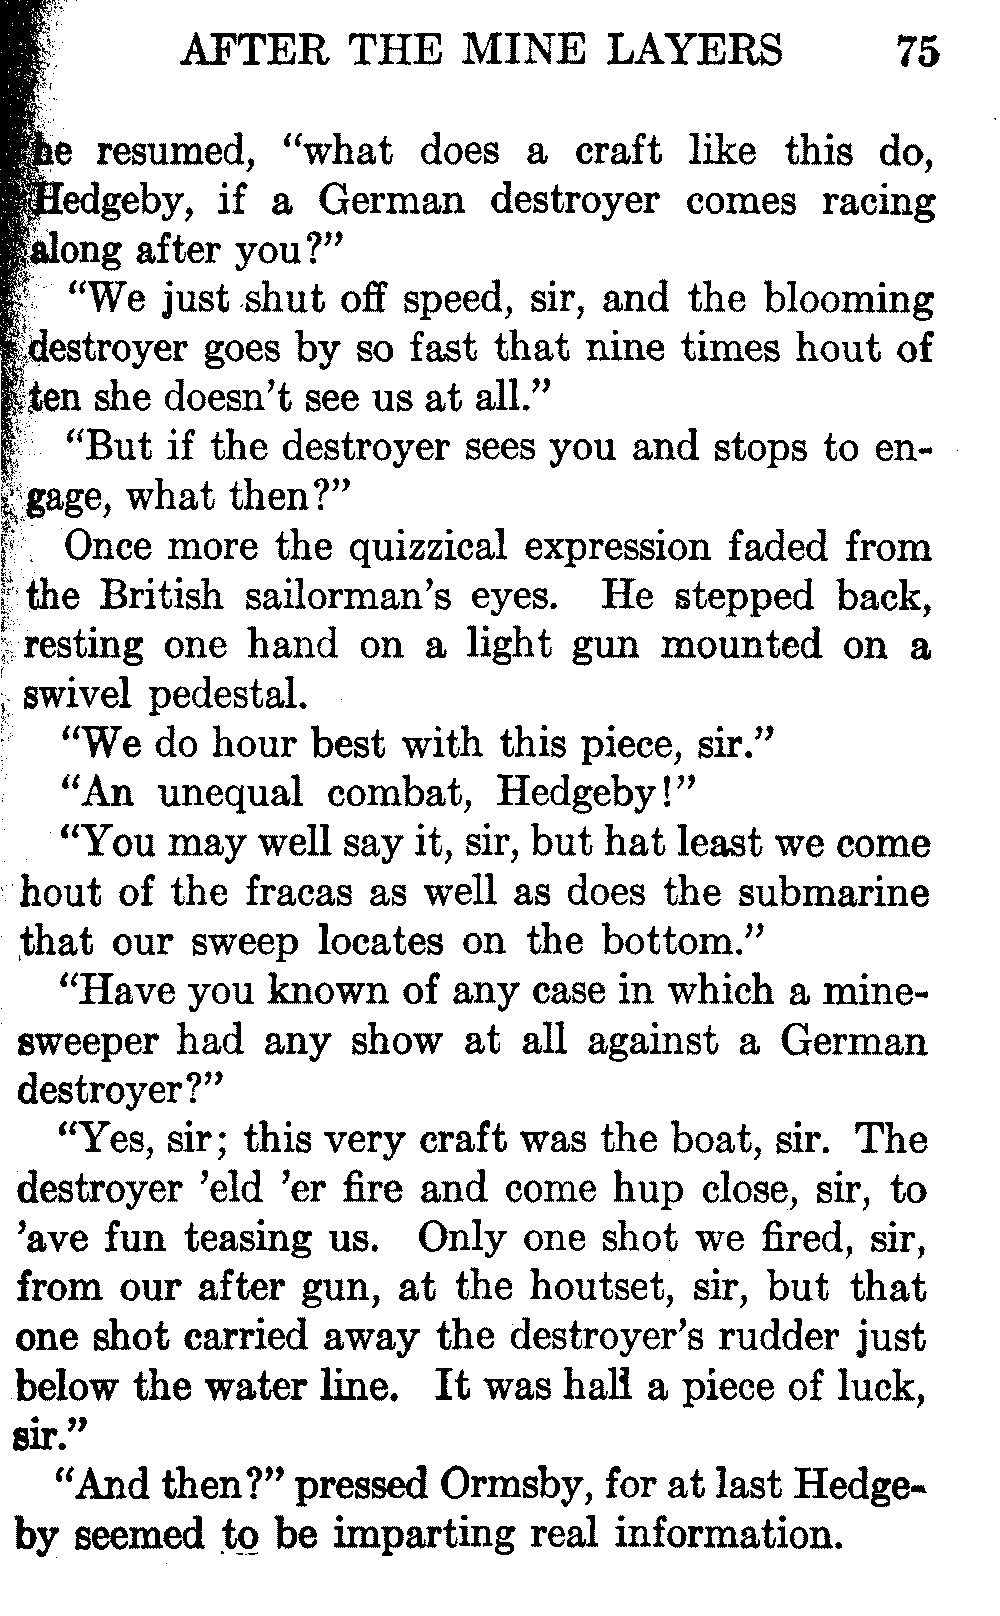 AFTER THE MINE LAYERS 75
he resumed, “what does a craft like this do,
Hedgeby, if a German destroyer comes racing
along after you?”
“We just shut off speed, sir, and the blooming
destroyer goes by so fast that nine times hout of
ten she doesn’t see us at all.”
“But if the destroyer sees you and stops to en-
gage, what then?”
Once more the quizzical expression faded from
the British sailorman’s eyes. He stepped back,
resting one hand on a light gun mounted on a
swivel pedestal.
“We do hour best with this piece, sir.”
“An unequal combat, Hedgeby!”
“You may well say it, sir, but hat least we come
hout of the fracas as well as does the submarine
that our sweep locates on the bottom.”
“Have you known of any case in which a mine-
sweeper had any show at all against a German
destroyer?”
“Yes, sir; this very craft was the boat, sir. The
destroyer ’eld ’er fire and come hup close, sir, to
’ave fun teasing us. Only one shot we fired, sir,
from our after gun, at the houtset, sir, but that
one shot carried away the destroyer’s rudder just
below the water line. It was hall a piece of luck,
sir.”
“And then?” pressed Ormsby, for at last Hedge-
by seemed to be imparting real information.